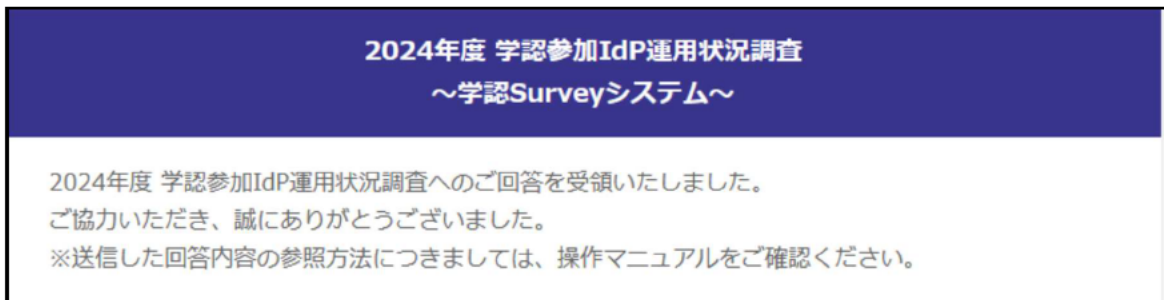 2024年度 学認参加IdP運用状況調査
～学認Surveyシステム～
2024年度 学認参加IdP運用状況調査へのご回答を受領いたしました。
ご協力いただき、誠にありがとうございました。
※送信した回答内容の参照方法につきましては、操作マニュアルをご確認ください。